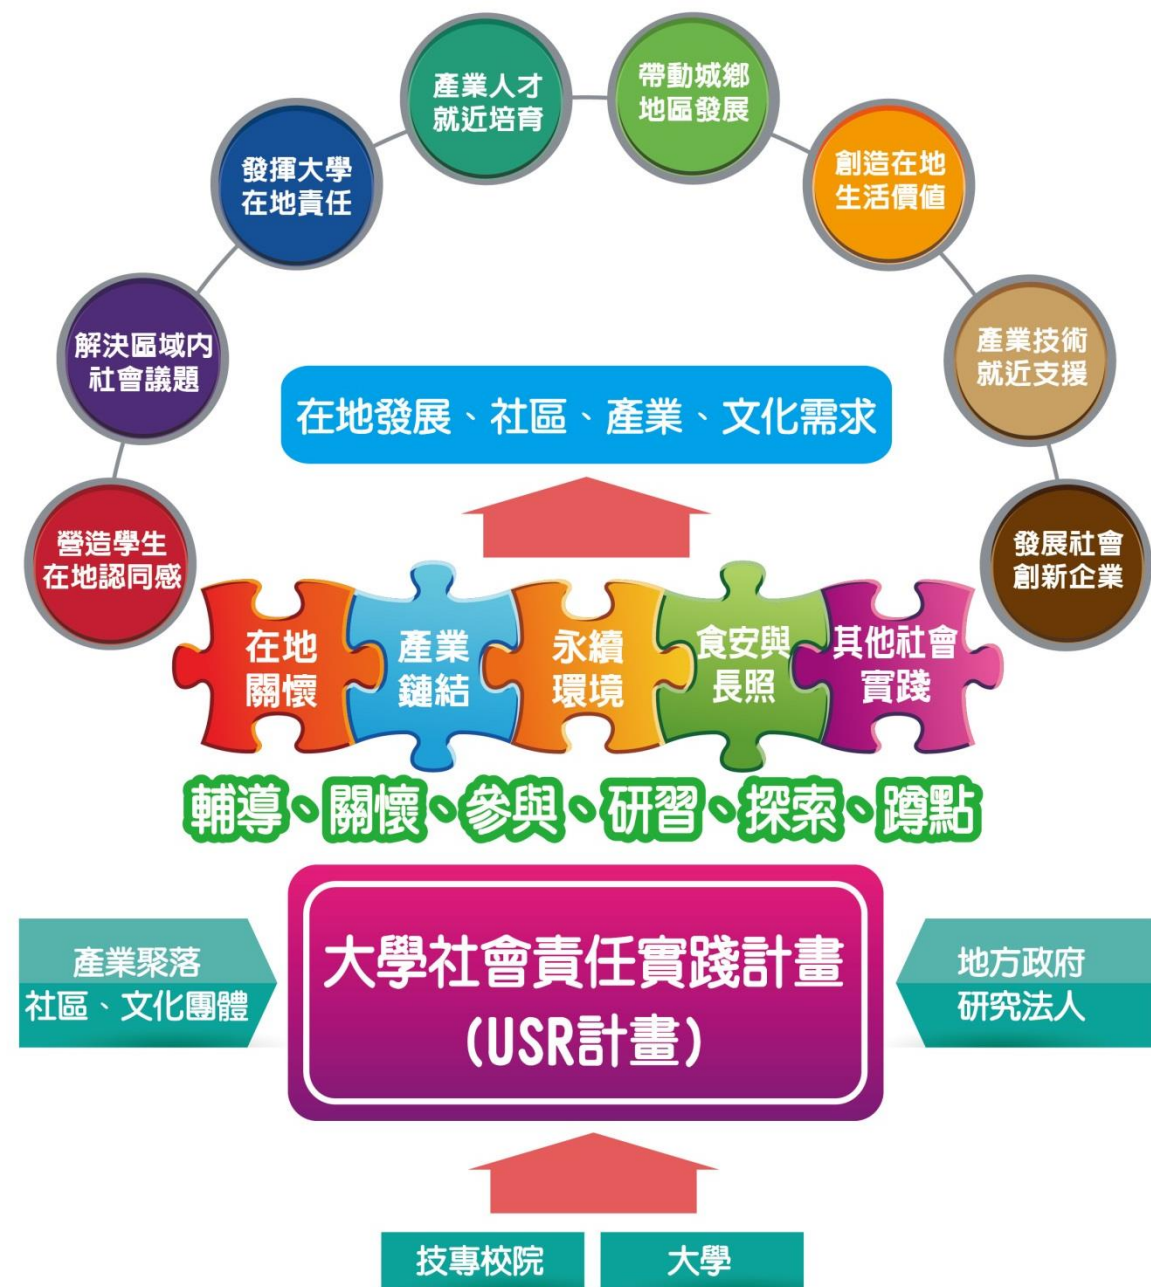 產業人才
就近培育
帶動城鄉
地區發展
發揮大學
在地責任
創造在地
生活價值
解決區域內
社會議題
產業技術
就近支援
在地發展、社區、產業、文化需求
營造學生
在地認同感
發展社會
創新企業
在地
關懷
產業
鏈結
永續
環境
食安與
長照
其他社會
實踐
輔導、關懷、參與、研習、探索、蹲點
大學社會責任實踐計畫
(USR計畫)
產業聚落
社區、文化團體
地方政府
研究法人
技專校院
大學